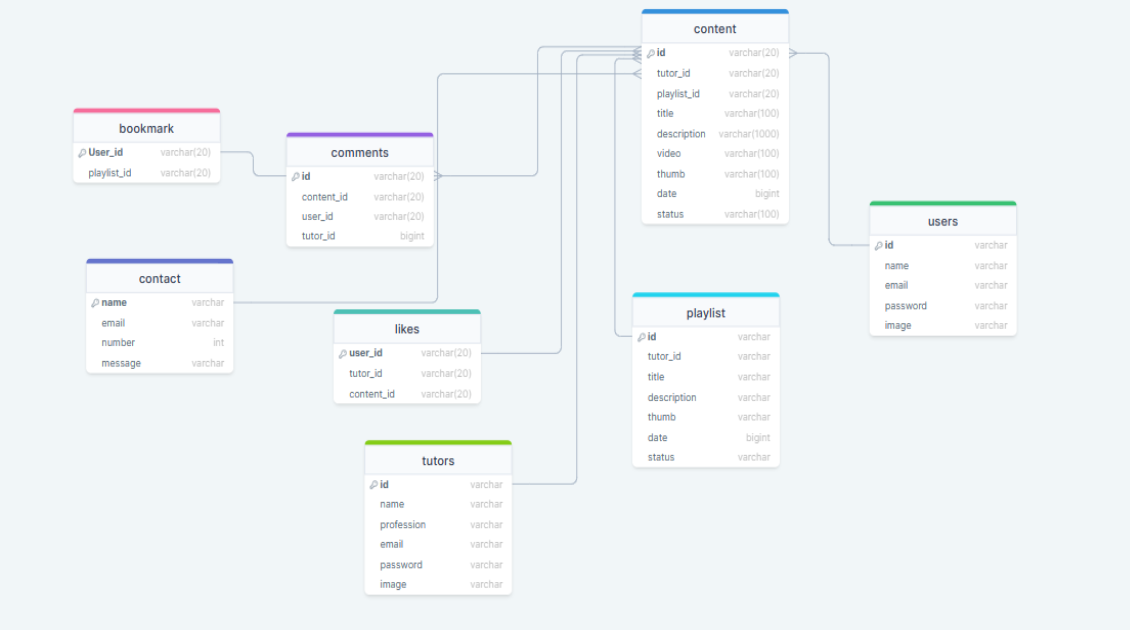 content
id varchar(20)
tutor_id varchar(20)
playlist_id varchar(20)
title varchar(100)
description varchar(1000)
video varchar(100)
thumb varchar(100)
date bigint
status varchar(100)
bookmark
User_id varchar(20)
playlist_id varchar(20)
comments
id varchar(20)
content_id varchar(20)
user_id varchar(20)
tutor_id bigint
users
id varchar
name varchar
email varchar
password varchar
image varchar
contact
name varchar
email varchar
number int
message varchar
likes
user_id varchar(20)
tutor_id varchar(20)
content_id varchar(20)
playlist
id varchar
tutor_id varchar
title varchar
description varchar
thumb varchar
date bigint
status varchar
tutors
id varchar
name varchar
profession varchar
email varchar
password varchar
image varchar